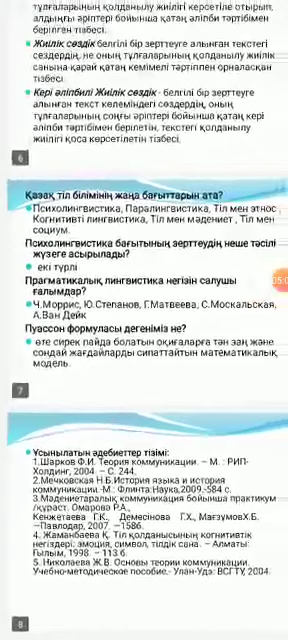 тұлғаларының қолданылу жиілігі көрсетіле отырып,
алдыңғы әріптері бойынша қатаң әліпби тәртібімен
берілген тізбесі.
Жиілік сөздік белгілі бір зерттеуге алынған текстегі
сөздердің, не оның тұлғаларының қолданылу жиілік
санына қарай қатаң кемімелі тәртіппен орналасқан
тізбесі
Кері әліпбилі Жиілік сөздік - белгілі бір зерттеуге
алынған текст көлеміндегі сөздердің, оның
тұлғаларының соңғы әріптері бойынша қатаң кері
әліпби тәртібімен берілетін, текстегі қолданылу
жиілігі қоса көрсетілетін тізбесі.
6
Қазақ тіл білімінің жаңа бағыттарын ата?
Психолингвистика, Паралингвистика, Тіл мен этнос ,
Когнитивті лингвистика, Тіл мен мәдениет , Тіл мен
социум.
Психолингвистика бағытының зерттеудің неше тәсілі
жүзеге асырылады?
екі түрлі
Прагматикалық лингвистика негізін салушы
ғалымдар?
Ч.Моррис, Ю.Степанов, Г.Матвеева, С.Москальская,
А.Ван Дейк
Пуассон формуласы дегеніміз не?
өте сирек пайда болатын оқиғаларға тән заң және
сондай жағдайларды сипаттайтын математикалық
модель.
7
Ұсынылатын әдебиеттер тізімі:
1.Шарков Ф.И. Теория коммуникации. – М. : РИП-
Холдинг, 2004. – С. 244.
2.Мечковская Н.Б.История языка и история
коммуникации.-М.: Флинта:Наука,2009.-584 с.
3.Мәдениетаралық коммуникация бойынша практикум
/құраст. Омарова Р.А.,
Кенжетаева Г.К., Демесінова Г.Х., МағзұмовХ.Б.
–Павлодар, 2007. –158б.
4. Жаманбаева Қ. Тіл қолданысының когнитивтік
негіздері: эмоция, символ, тілдік сана. – Алматы:
Ғылым, 1998. – 113 б.
5. Николаева Ж.В. Основы теории коммуникации.
Учебно-методическое пособие.- Улан-Удэ: ВСГТУ, 2004.
8